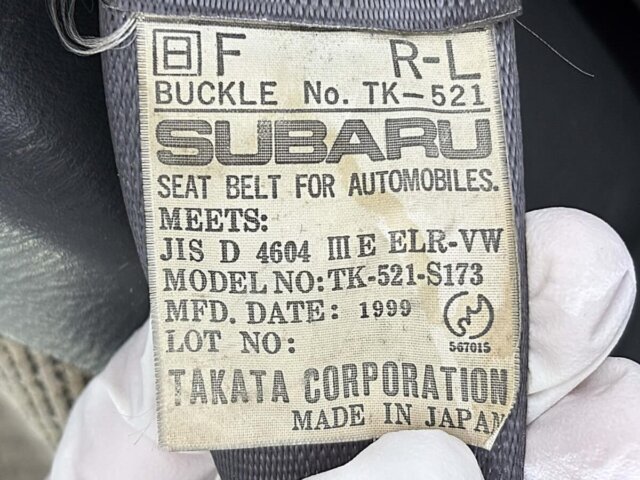 日 F R-L
BUCKLE No. TK-521
SUBARU
SEAT BELT FOR AUTOMOBILES.
MEETS:
JIS D 4604 III E ELR-VW
MODEL NO: TK-521-S173
MFD. DATE: 1999
LOT NO:
567015
TAKATA CORPORATION
MADE IN JAPAN